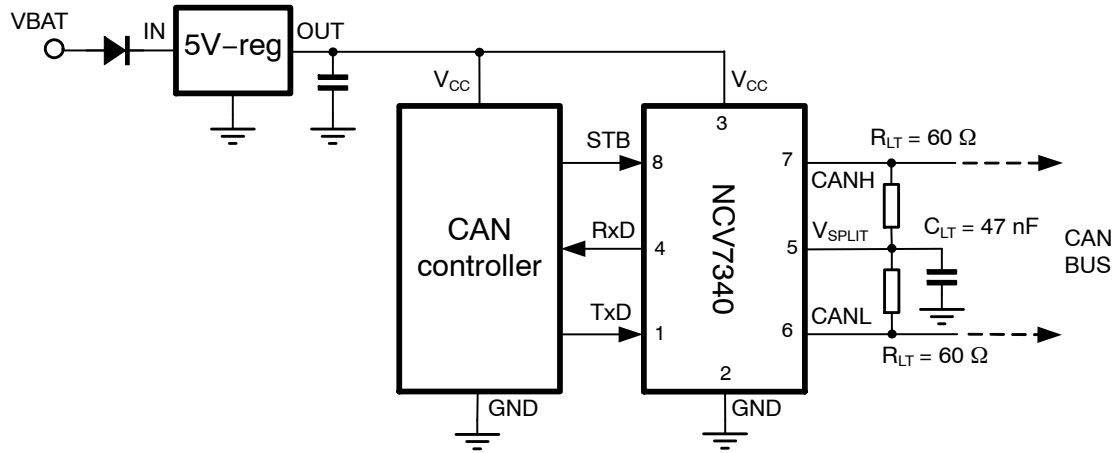 VBAT
IN
5V-reg
OUT
VCC
VCC
CAN
controller
STB
RxD
TxD
GND
3
8
4
1
NCV7340
7
5
6
2
GND
RLT = 60 Ω
CANH
VSPLIT
CLT = 47 nF
CANL
RLT = 60 Ω
CAN
BUS